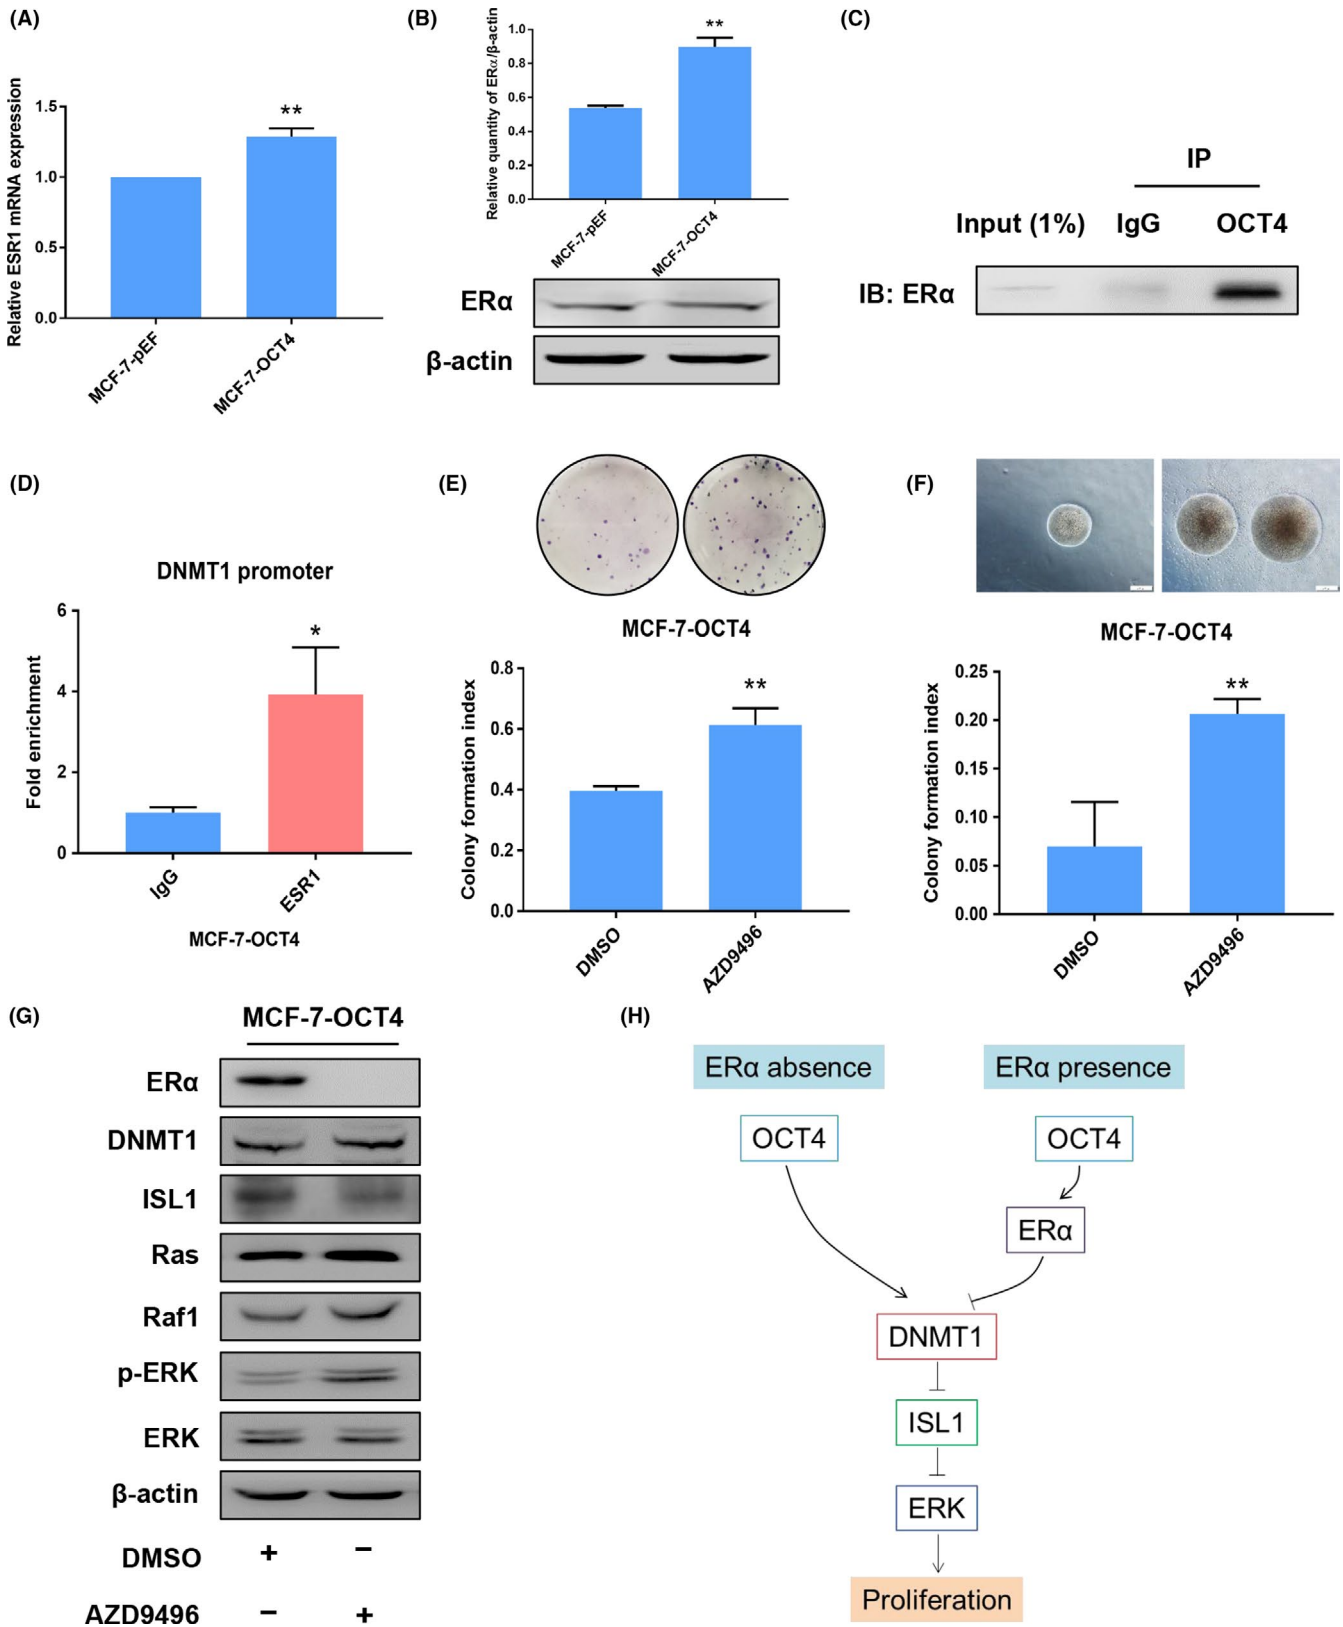 (A)
Relative ESR1 mRNA expression
1.5
1.0
0.5
0.0
**
MCF-7-pEF
MCF-7-OCT4
(B)
Relative quantity of ERα/β-actin
1.0
0.8
0.6
0.4
0.2
0.0
**
MCF-7-pEF
MCF-7-OCT4
ERα
β-actin
(C)
IP
Input (1%) IgG OCT4
IB: ERα
(D)
DNMT1 promoter
Fold enrichment
6
4
2
0
*
IgG
ESR1
MCF-7-OCT4
(E)
MCF-7-OCT4
Colony formation index
0.8
0.6
0.4
0.2
0.0
**
DMSO
AZD9496
(F)
MCF-7-OCT4
Colony formation index
0.25
0.20
0.15
0.10
0.05
0.00
**
DMSO
AZD9496
(G)
MCF-7-OCT4
ERα
DNMT1
ISL1
Ras
Raf1
p-ERK
ERK
β-actin
DMSO + −
AZD9496 − +
(H)
ERα absence ERα presence
OCT4 OCT4
ERα
DNMT1
ISL1
ERK
Proliferation